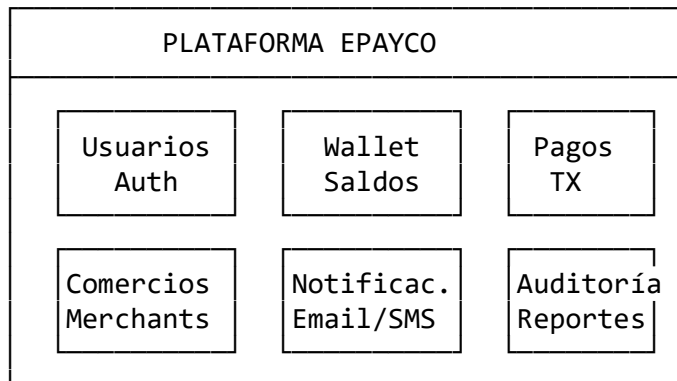 PLATAFORMA EPAYCO
Usuarios Wallet Pagos
Auth Saldos TX
Comercios Notificac. Auditoría
Merchants Email/SMS Reportes